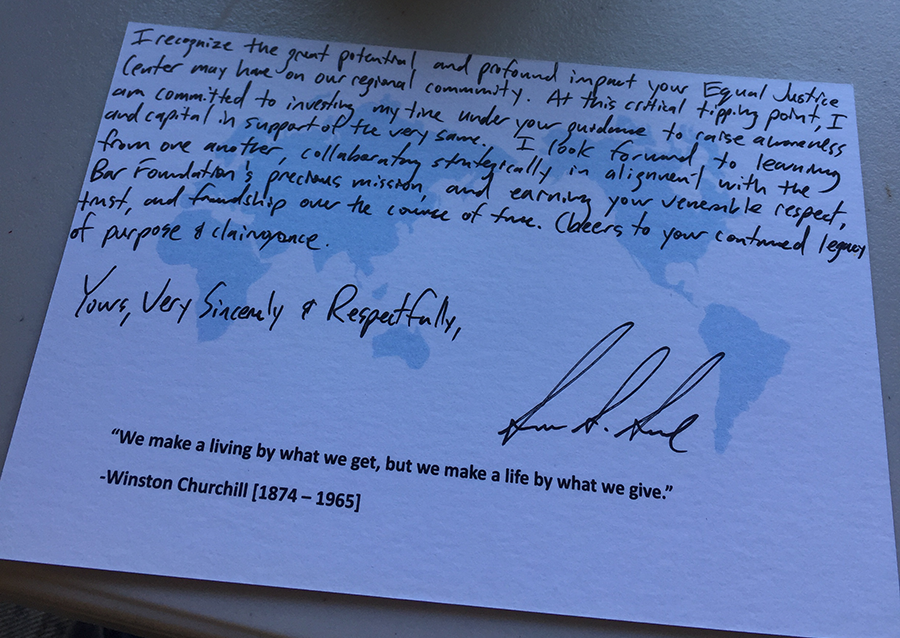 I recognize the great potential and profound impact your Equal Justice
Center may have on our regional community. At this critical tipping point, I
am committed to investing my time under your guidance to raise awareness
and capital in support of the very same. I look forward to learning
from one another, collaborating strategically in alignment with the
Bar Foundation's precious mission, and earning your venerable respect,
trust, and friendship over the course of time. Cheers to your continued legacy
of purpose & clairvoyance.
Yours, Very Sincerely & Respectfully,
“We make a living by what we get, but we make a life by what we give.”
-Winston Churchill [1874 – 1965]